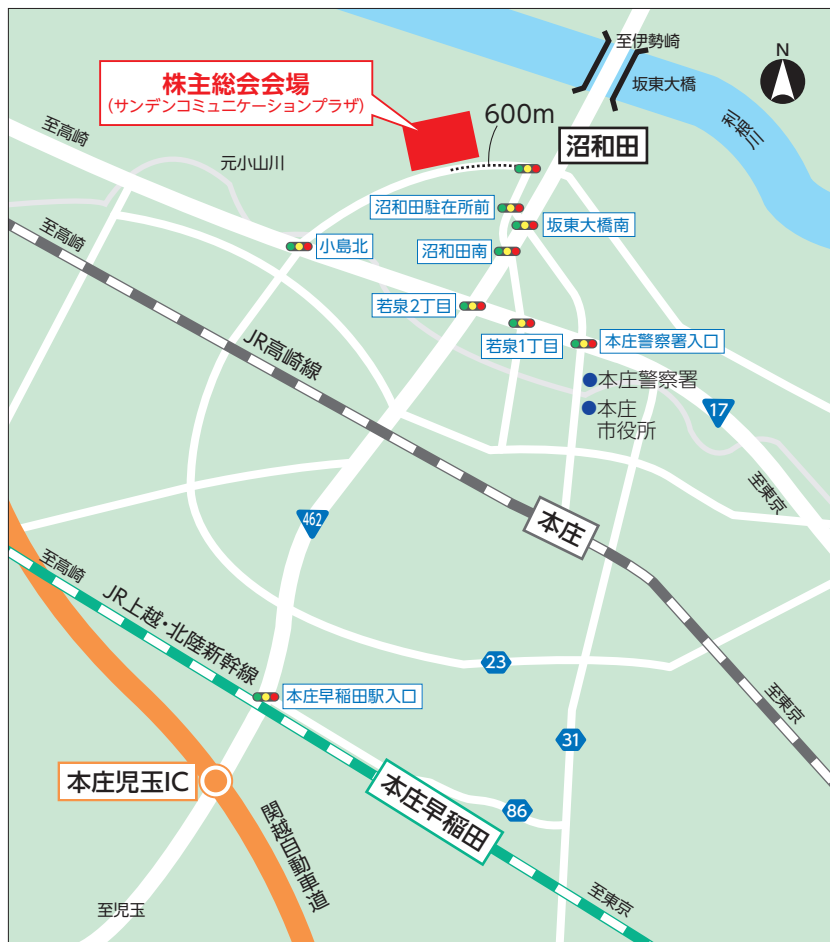 至伊勢崎
N
坂東大橋
利根川
株主総会会場
(サンデンコミュニケーションプラザ)
600m
沼和田
至高崎
元小山川
沼和田駐在所前
坂東大橋南
至高崎
小島北
沼和田南
若泉2丁目
若泉1丁目
本庄警察署入口
JR高崎線
本庄警察署
本庄
市役所
17
至東京
462
本庄
至高崎
JR上越・北陸新幹線
23
本庄早稲田駅入口
至東京
31
本庄児玉IC
本庄早稲田
86
関越自動車道
至児玉
至東京